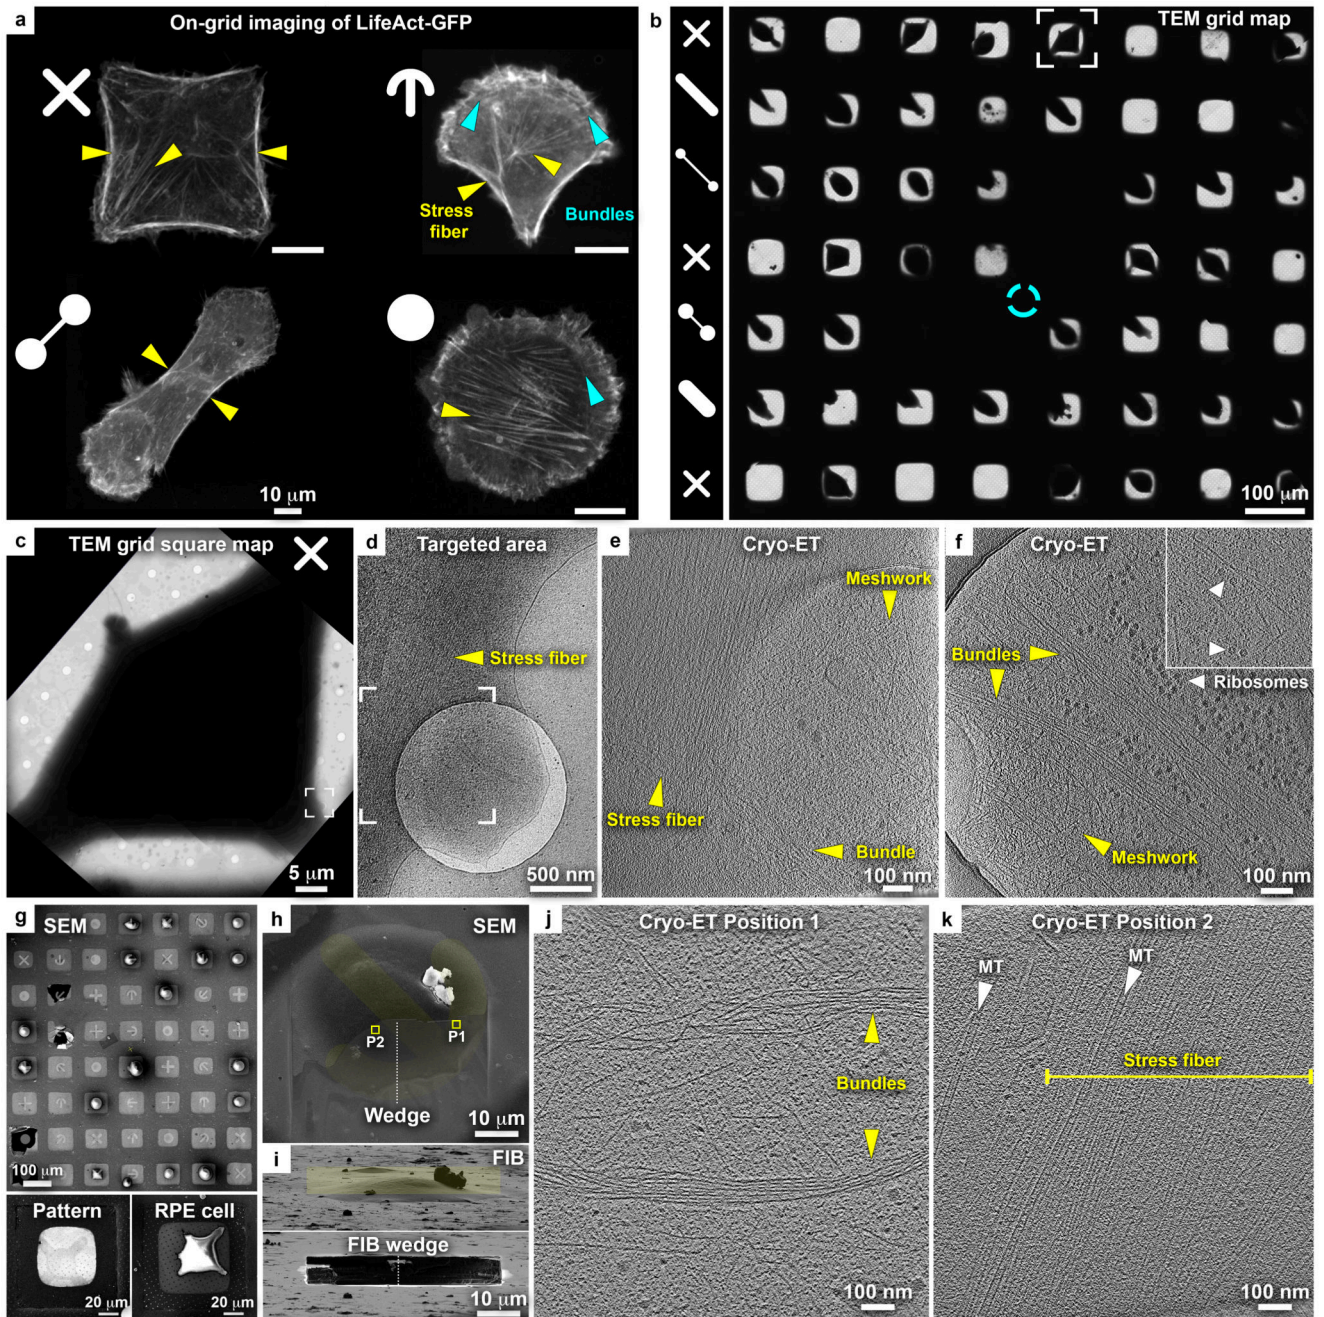 a
On-grid imaging of LifeAct-GFP
Stress
fiber
Bundles
10 μm
b
TEM grid map
100 μm
c
TEM grid square map
5 μm
d
Targeted area
Stress fiber
500 nm
e
Cryo-ET
Meshwork
Stress fiber
Bundle
100 nm
f
Cryo-ET
Bundles
Ribosomes
Meshwork
100 nm
g
SEM
100 μm
Pattern
20 μm
RPE cell
20 μm
h
SEM
P2
P1
Wedge
10 μm
i
FIB
FIB wedge
10 μm
j
Cryo-ET Position 1
Bundles
100 nm
k
Cryo-ET Position 2
MT
MT
Stress fiber
100 nm